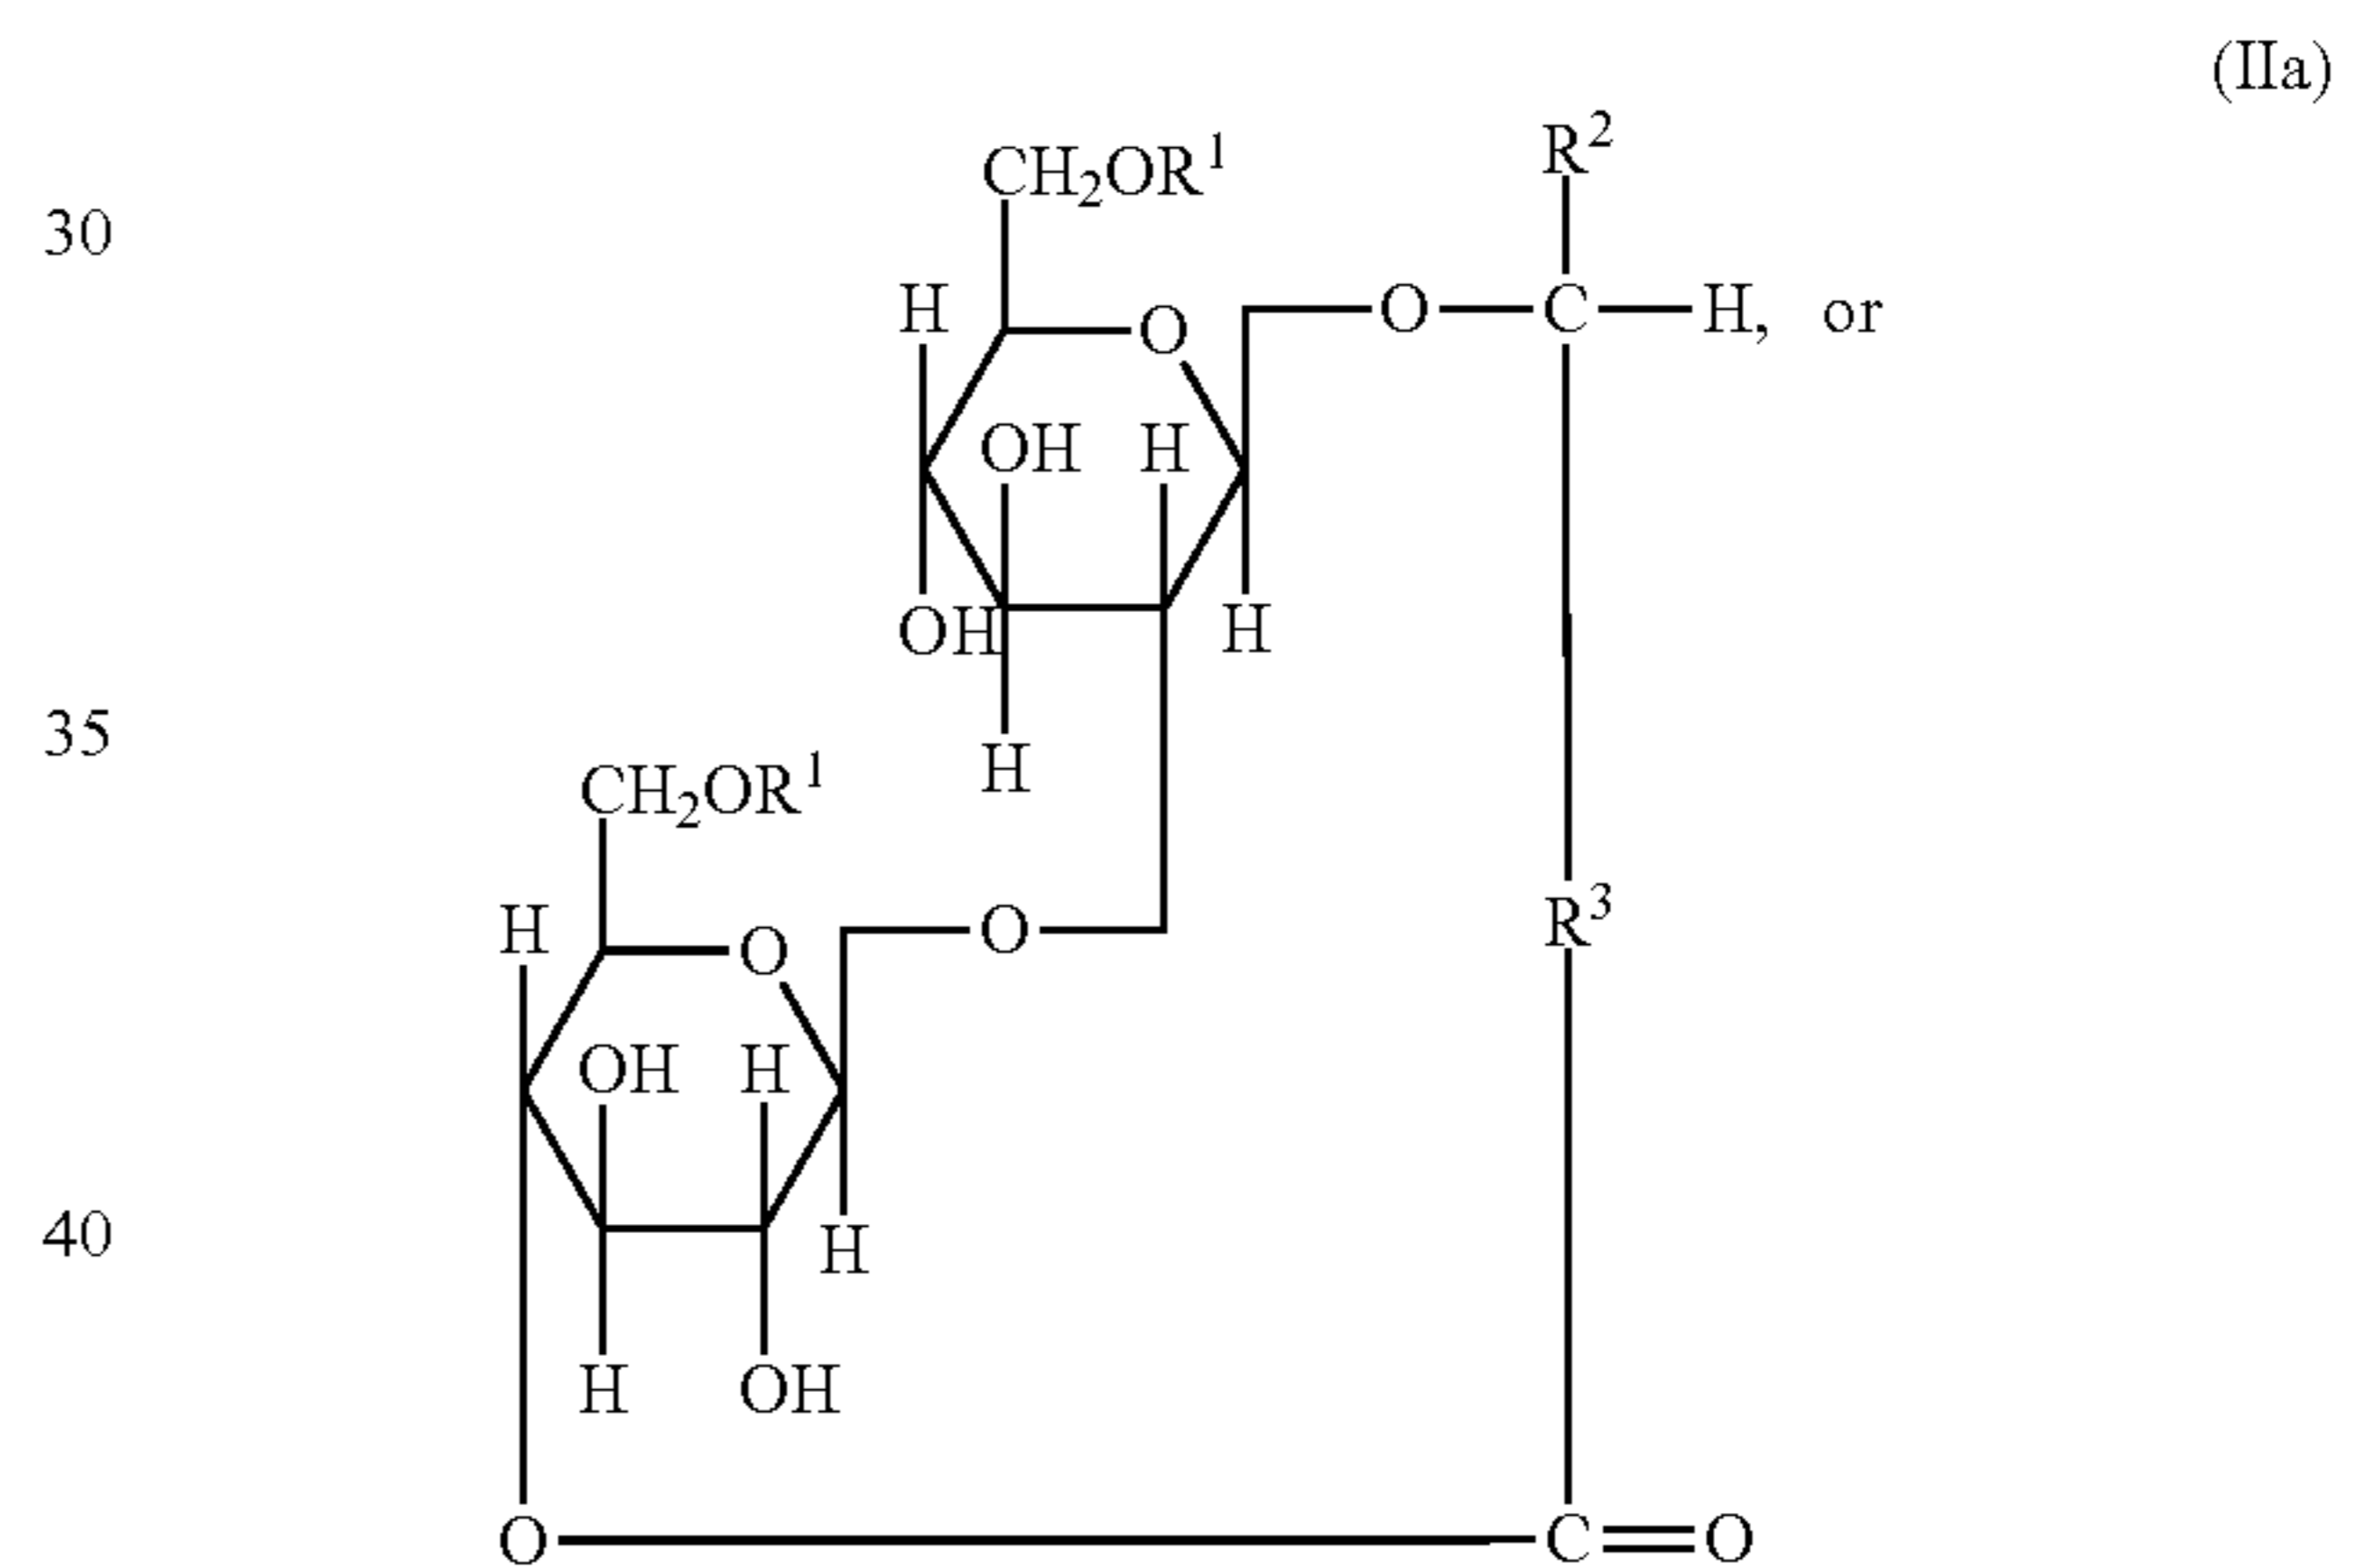 (IIa)
R²
CH₂OR¹
30
H O O C H, or
OH H
OH H
35
H
CH₂OR¹
R³
H O O
OH H
40
H
H OH
O C O